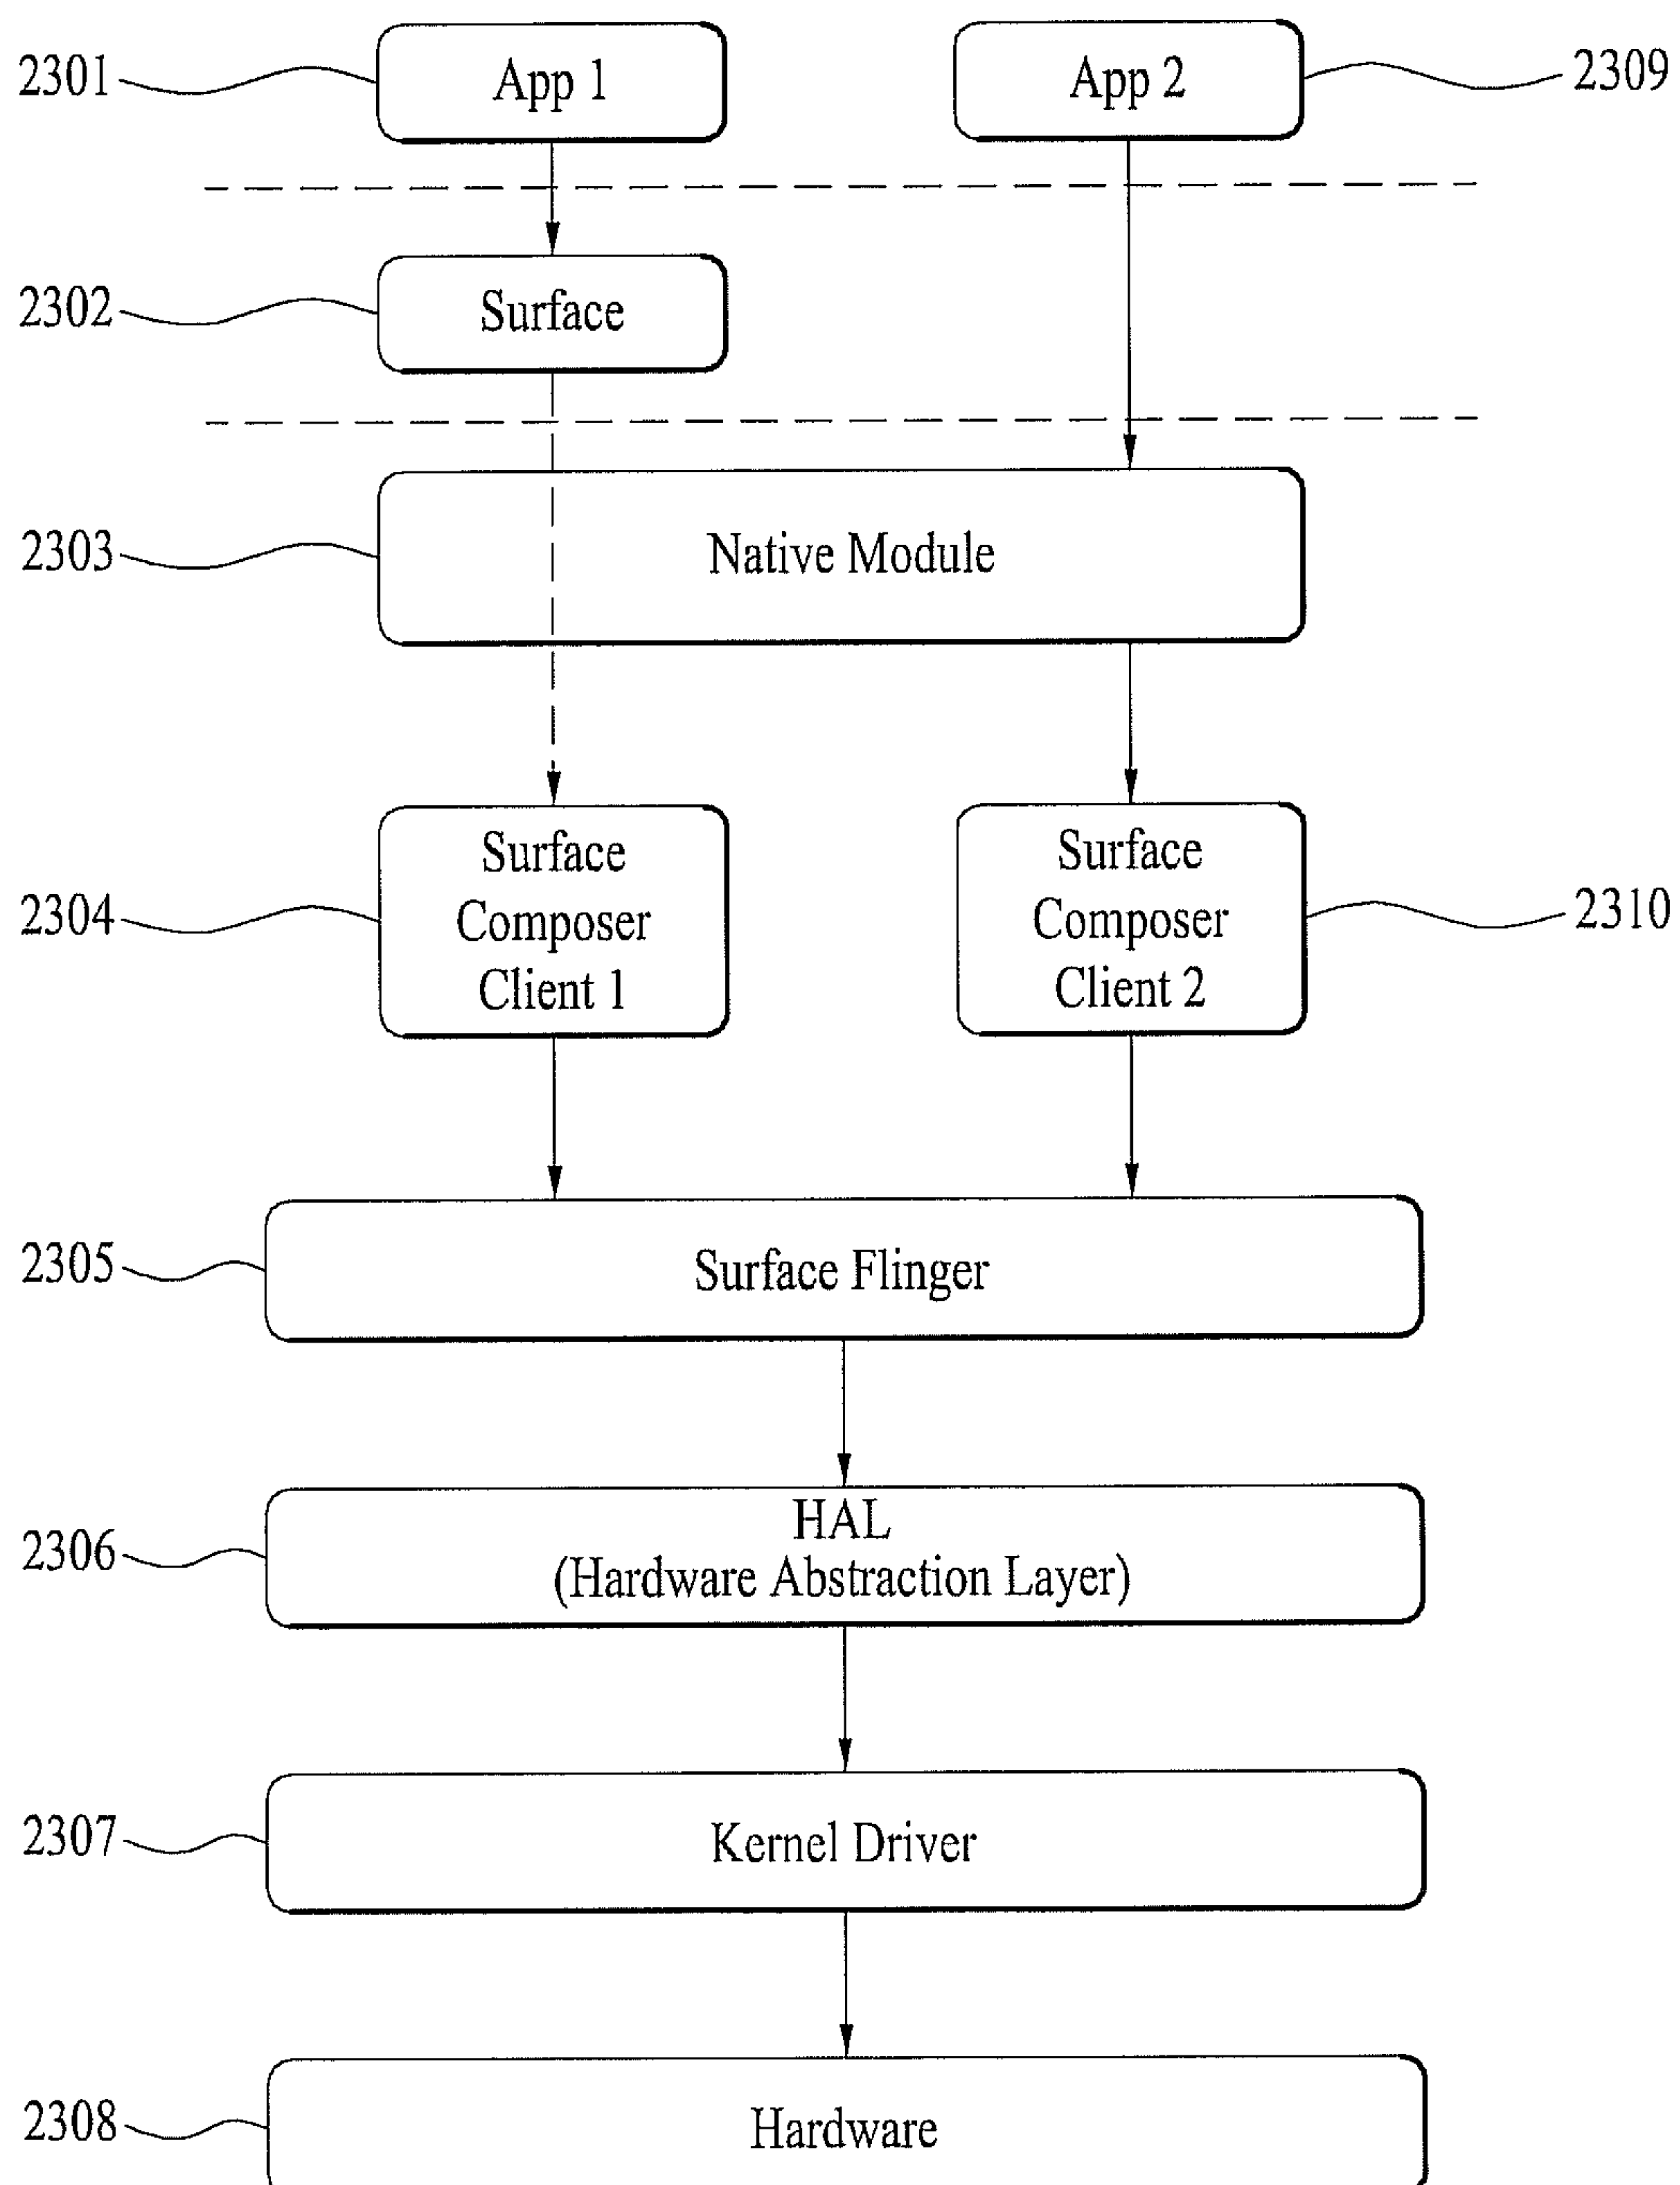 2301 App 1 App 2 2309
2302 Surface
2303 Native Module
Surface Surface
2304 Composer Composer 2310
Client 1 Client 2
2305 Surface Flinger
HAL
2306 (Hardware Abstraction Layer)
2307 Kernel Driver
2308 Hardware